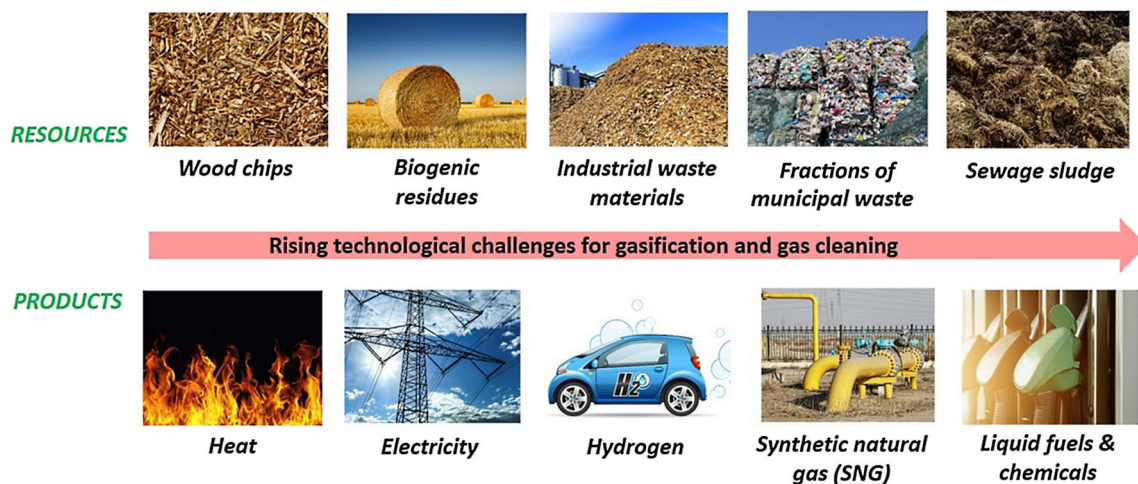 RESOURCES
Wood chips
Biogenic
residues
Industrial waste
materials
Fractions of
municipal waste
Sewage sludge
Rising technological challenges for gasification and gas cleaning
PRODUCTS
H2
Heat
Electricity
Hydrogen
Synthetic natural
gas (SNG)
Liquid fuels &
chemicals